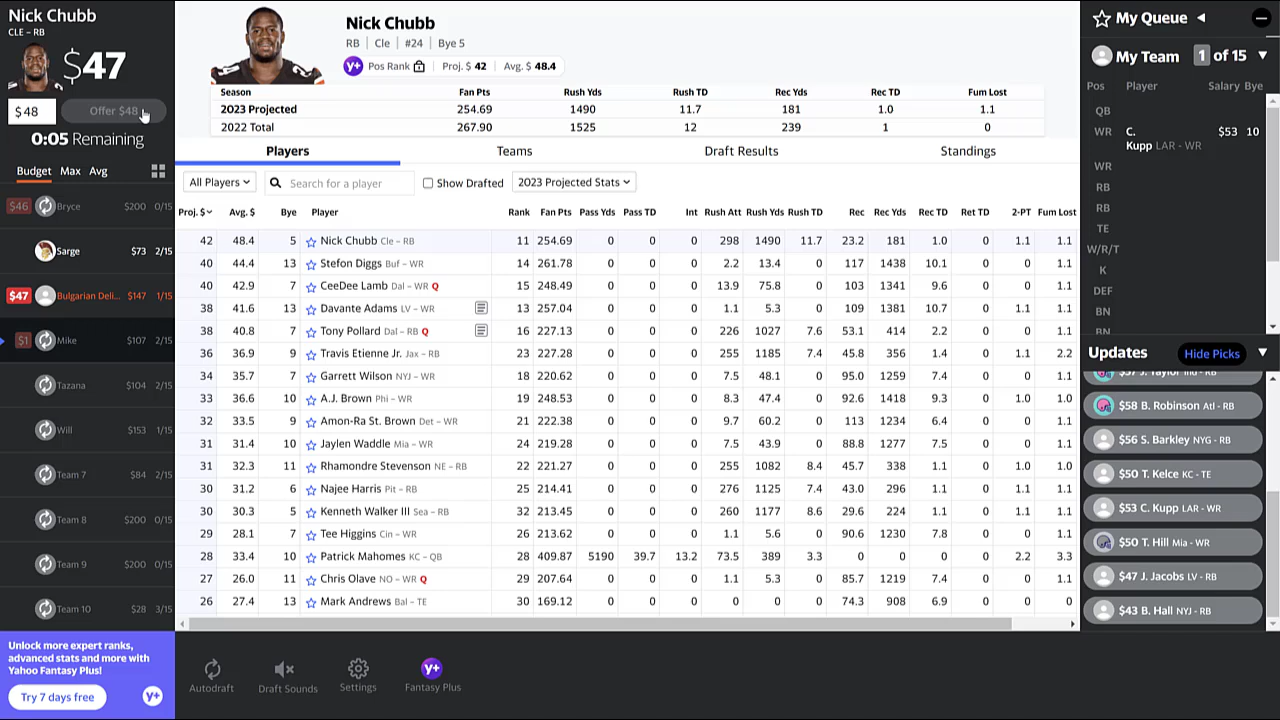 Nick Chubb
CLE – RB
$47
$ 48
Offer $48
0:05 Remaining
Budget Max Avg
$46 Bryce $200 0/15
Sarge $73 2/15
$47 Bulgarian Deli... $147 1/15
$1 Mike $107 2/15
Tazana $104 2/15
Will $153 1/15
Team 7 $84 2/15
Team 8 $200 0/15
Team 9 $200 0/15
Team 10 $28 3/15
Unlock more expert ranks,
advanced stats and more with
Yahoo Fantasy Plus!
Try 7 days free y+
Nick Chubb
RB | Cle | #24 | Bye 5
y+ Pos Rank | Proj. $ 42 | Avg. $ 48.4
Season Fan Pts Rush Yds Rush TD Rec Yds Rec TD Fum Lost
2023 Projected 254.69 1490 11.7 181 1.0 1.1
2022 Total 267.90 1525 12 239 1 0
Players Teams Draft Results Standings
All Players Search for a player Show Drafted 2023 Projected Stats
Proj. $ Avg. $ Bye Player Rank Fan Pts Pass Yds Pass TD Int Rush Att Rush Yds Rush TD Rec Rec Yds Rec TD Ret TD 2-PT Fum Lost
42 48.4 5 Nick Chubb Cle – RB 11 254.69 0 0 0 298 1490 11.7 23.2 181 1.0 0 1.1 1.1
40 44.4 13 Stefon Diggs Buf – WR 14 261.78 0 0 0 2.2 13.4 0 117 1438 10.1 0 0 1.1
40 42.9 7 CeeDee Lamb Dal – WR Q 15 248.49 0 0 0 13.9 75.8 0 103 1341 9.6 0 0 1.1
38 41.6 13 Davante Adams LV – WR 13 257.04 0 0 0 1.1 5.3 0 109 1381 10.7 0 1.1 0
38 40.8 7 Tony Pollard Dal – RB Q 16 227.13 0 0 0 226 1027 7.6 53.1 414 2.2 0 0 1.1
36 36.9 9 Travis Etienne Jr. Jax – RB 23 227.28 0 0 0 255 1185 7.4 45.8 356 1.4 0 1.1 2.2
34 35.7 7 Garrett Wilson NYJ – WR 18 220.62 0 0 0 7.5 48.1 0 95.0 1259 7.4 0 0 1.1
33 36.6 10 A.J. Brown Phi – WR 19 248.53 0 0 0 8.3 47.4 0 92.6 1418 9.3 0 1.0 1.0
32 33.5 9 Amon-Ra St. Brown Det – WR 21 222.38 0 0 0 9.7 60.2 0 113 1234 6.4 0 0 1.1
31 31.4 10 Jaylen Waddle Mia – WR 24 219.28 0 0 0 7.5 43.9 0 88.8 1277 7.5 0 0 1.1
31 32.3 11 Rhamondre Stevenson NE – RB 22 221.27 0 0 0 255 1082 8.4 45.7 338 1.1 0 1.0 1.0
30 31.2 6 Najee Harris Pit – RB 25 214.41 0 0 0 276 1125 7.4 43.0 296 1.1 0 1.1 1.1
30 30.3 5 Kenneth Walker III Sea – RB 32 213.45 0 0 0 260 1177 8.6 29.6 224 1.1 0 1.1 1.1
29 28.1 7 Tee Higgins Cin – WR 26 213.62 0 0 0 1.1 5.6 0 90.6 1230 7.8 0 0 1.1
28 33.4 10 Patrick Mahomes KC – QB 28 409.87 5190 39.7 13.2 73.5 389 3.3 0 0 0 0 2.2 3.3
27 26.0 11 Chris Olave NO – WR Q 29 207.64 0 0 0 1.1 5.3 0 85.7 1219 7.4 0 0 1.1
26 27.4 13 Mark Andrews Bal – TE 30 169.12 0 0 0 0 0 0 74.3 908 6.9 0 0 0
Autodraft Draft Sounds Settings y+ Fantasy Plus
My Queue
My Team 1 of 15
Pos Player Salary Bye
QB
WR C. Kupp LAR - WR $53 10
WR
RB
RB
TE
W/R/T
K
DEF
BN
BN
Updates Hide Picks
$57 J. Taylor Ind - RB
$58 B. Robinson Atl - RB
$56 S. Barkley NYG - RB
$50 T. Kelce KC - TE
$53 C. Kupp LAR - WR
$50 T. Hill Mia - WR
$47 J. Jacobs LV - RB
$43 B. Hall NYJ - RB